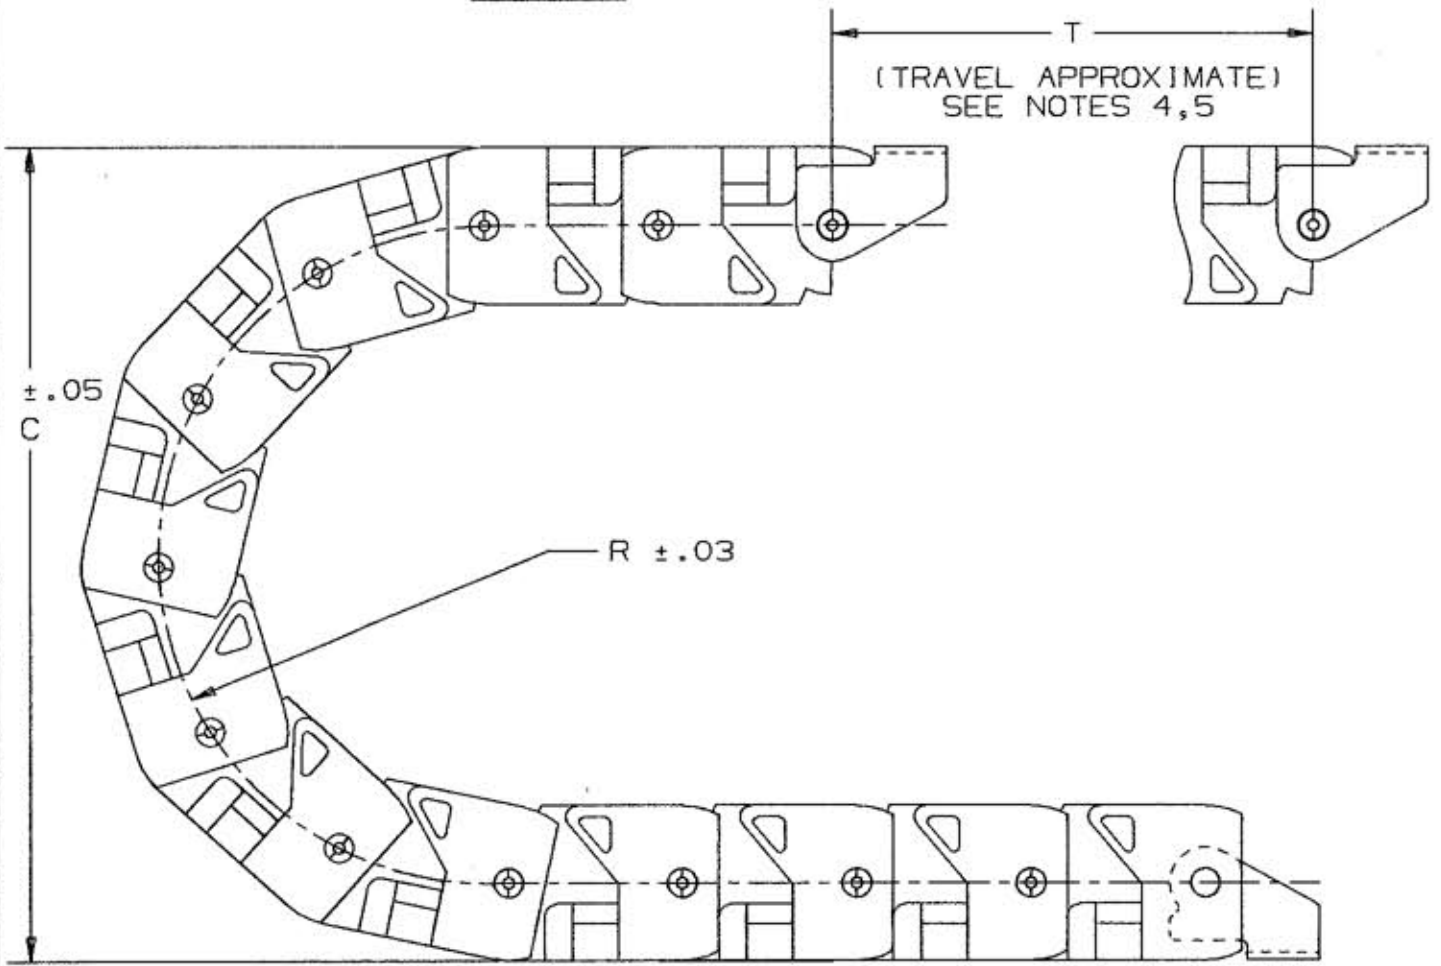 T
(TRAVEL APPROXIMATE)
SEE NOTES 4,5
±.05
C
R ±.03